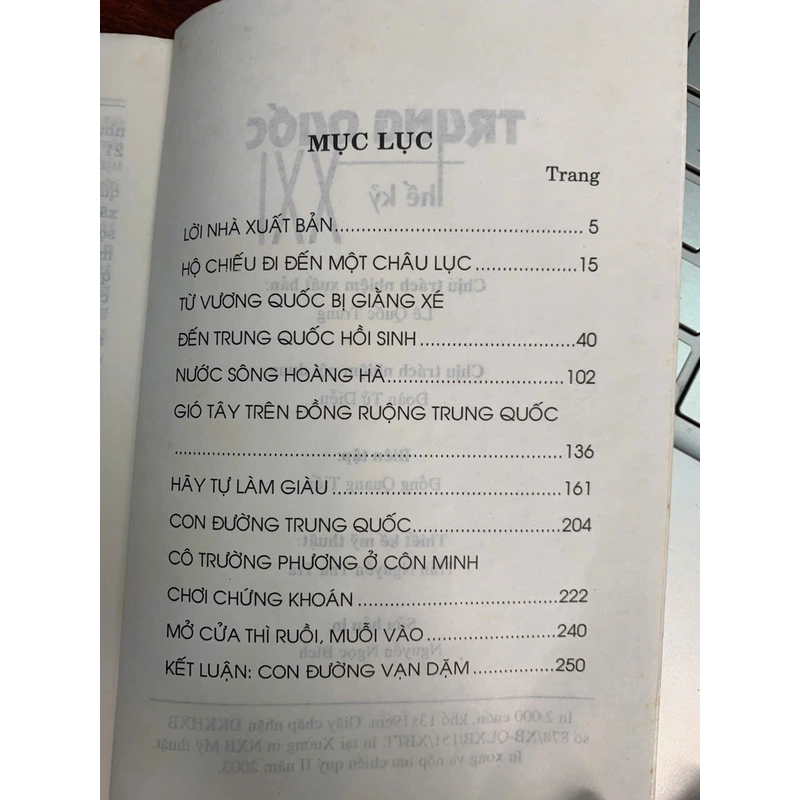 MỤC LỤC
Trang
LỜI NHÀ XUẤT BẢN................................................ 5
HỘ CHIẾU ĐI ĐẾN MỘT CHÂU LỤC...................15
TỪ VƯƠNG QUỐC BỊ GIẰNG XÉ
ĐẾN TRUNG QUỐC HỒI SINH.............................40
NƯỚC SÔNG HOÀNG HÀ.................................102
GIÓ TÂY TRÊN ĐỒNG RUỘNG TRUNG QUỐC
.........................................................................136
HÃY TỰ LÀM GIÀU...........................................161
CON ĐƯỜNG TRUNG QUỐC...........................204
CÔ TRƯỜNG PHƯƠNG Ở CÔN MINH
CHƠI CHỨNG KHOÁN.....................................222
MỞ CỬA THÌ RUỒI, MUỖI VÀO........................240
KẾT LUẬN: CON ĐƯỜNG VẠN DẶM...............250